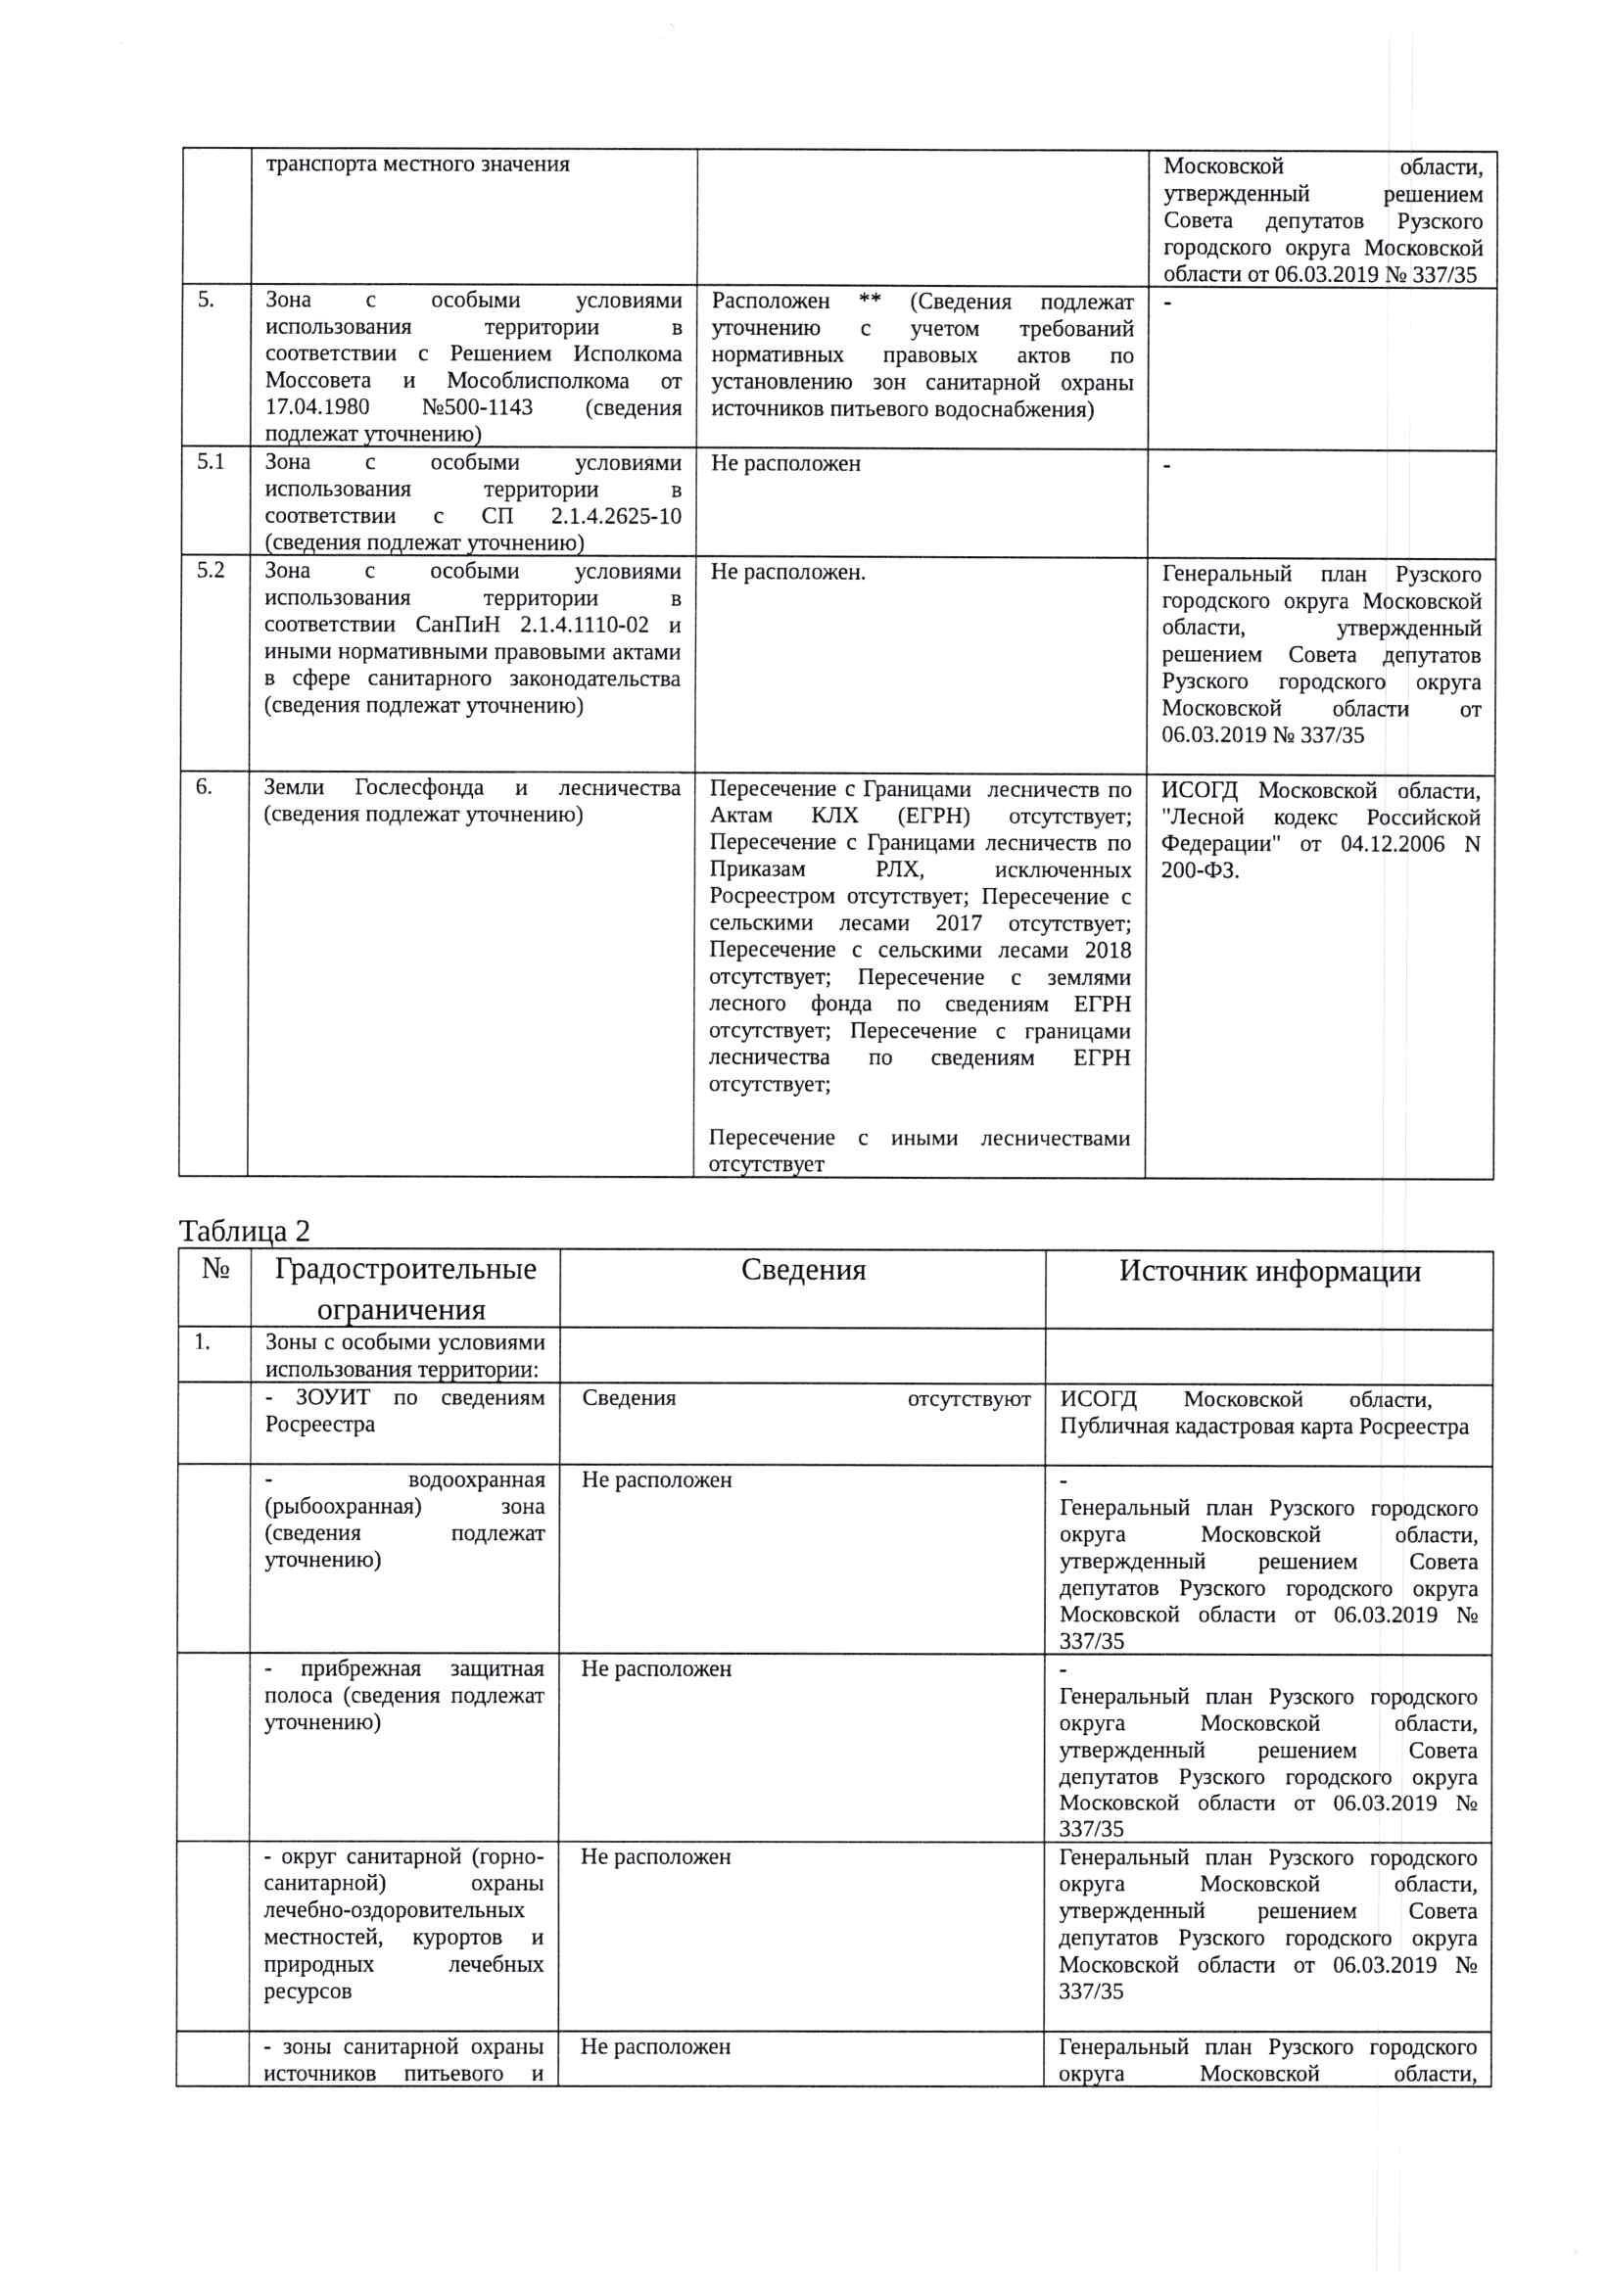 транспорта местного значения
Московской области,
утвержденный решением
Совета депутатов Рузского
городского округа Московской
области от 06.03.2019 № 337/35
5.
Зона с особыми условиями
использования территории в
соответствии с Решением Исполкома
Моссовета и Мособлисполкома от
17.04.1980 №500-1143 (сведения
подлежат уточнению)
Расположен ** (Сведения подлежат
уточнению с учетом требований
нормативных правовых актов по
установлению зон санитарной охраны
источников питьевого водоснабжения)
-
5.1
Зона с особыми условиями
использования территории в
соответствии с СП 2.1.4.2625-10
(сведения подлежат уточнению)
Не расположен
-
5.2
Зона с особыми условиями
использования территории в
соответствии СанПиН 2.1.4.1110-02 и
иными нормативными правовыми актами
в сфере санитарного законодательства
(сведения подлежат уточнению)
Не расположен.
Генеральный план Рузского
городского округа Московской
области, утвержденный
решением Совета депутатов
Рузского городского округа
Московской области от
06.03.2019 № 337/35
6.
Земли Гослесфонда и лесничества
(сведения подлежат уточнению)
Пересечение с Границами лесничеств по
Актам КЛХ (ЕГРН) отсутствует;
Пересечение с Границами лесничеств по
Приказам РЛХ, исключенных
Росреестром отсутствует; Пересечение с
сельскими лесами 2017 отсутствует;
Пересечение с сельскими лесами 2018
отсутствует; Пересечение с землями
лесного фонда по сведениям ЕГРН
отсутствует; Пересечение с границами
лесничества по сведениям ЕГРН
отсутствует;
Пересечение с иными лесничествами
отсутствует
ИСОГД Московской области,
"Лесной кодекс Российской
Федерации" от 04.12.2006 N
200-ФЗ.
Таблица 2
№
Градостроительные
ограничения
Сведения
Источник информации
1.
Зоны с особыми условиями
использования территории:
- ЗОУИТ по сведениям
Росреестра
Сведения отсутствуют
ИСОГД Московской области,
Публичная кадастровая карта Росреестра
- водоохранная
(рыбоохранная) зона
(сведения подлежат
уточнению)
Не расположен
-
Генеральный план Рузского городского
округа Московской области,
утвержденный решением Совета
депутатов Рузского городского округа
Московской области от 06.03.2019 №
337/35
- прибрежная защитная
полоса (сведения подлежат
уточнению)
Не расположен
-
Генеральный план Рузского городского
округа Московской области,
утвержденный решением Совета
депутатов Рузского городского округа
Московской области от 06.03.2019 №
337/35
- округ санитарной (горно-
санитарной) охраны
лечебно-оздоровительных
местностей, курортов и
природных лечебных
ресурсов
Не расположен
Генеральный план Рузского городского
округа Московской области,
утвержденный решением Совета
депутатов Рузского городского округа
Московской области от 06.03.2019 №
337/35
- зоны санитарной охраны
источников питьевого и
Не расположен
Генеральный план Рузского городского
округа Московской области,